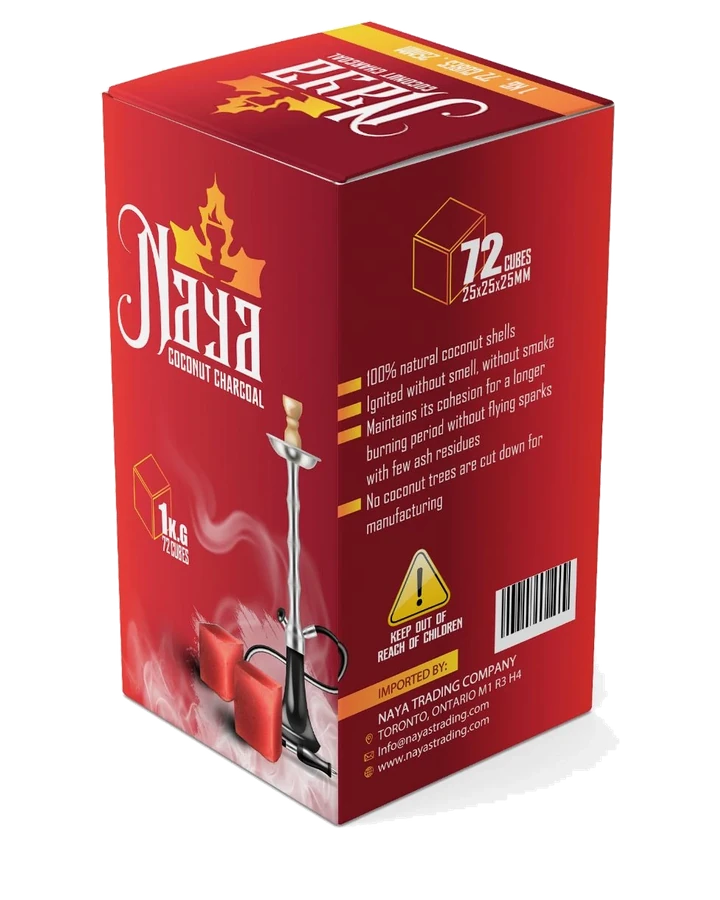 1 KG. 72 CUBES. 25MM
Naya
COCONUT CHARCOAL
Naya
COCONUT CHARCOAL
1K.G
72 CUBES
72 CUBES
25x25x25MM
100% natural coconut shells
Ignited without smell, without smoke
Maintains its cohesion for a longer
burning period without flying sparks
with few ash residues
No coconut trees are cut down for
manufacturing
KEEP OUT OF
REACH OF CHILDREN
IMPORTED BY:
NAYA TRADING COMPANY
TORONTO, ONTARIO M1 R3 H4
Info@nayastrading.com
www.nayastrading.com